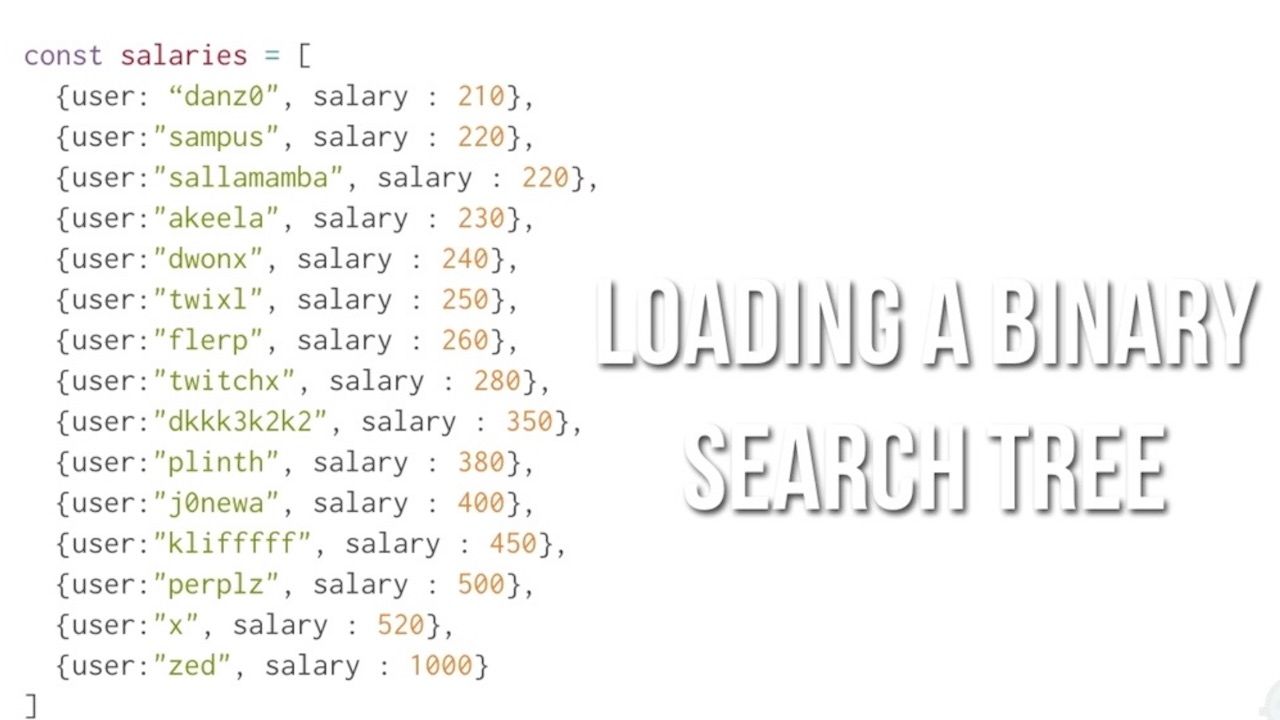 const salaries = [
{user: “danz0", salary : 210},
{user:"sampus", salary : 220},
{user:"sallamamba", salary : 220},
{user:"akeela", salary : 230},
{user:"dwonx", salary : 240},
{user:"twixl", salary : 250},
{user:"flerp", salary : 260},
{user:"twitchx", salary : 280},
{user:"dkkk3k2k2", salary : 350},
{user:"plinth", salary : 380},
{user:"j0newa", salary : 400},
{user:"klifffff", salary : 450},
{user:"perplz", salary : 500},
{user:"x", salary : 520},
{user:"zed", salary : 1000}
]
LOADING A BINARY
SEARCH TREE